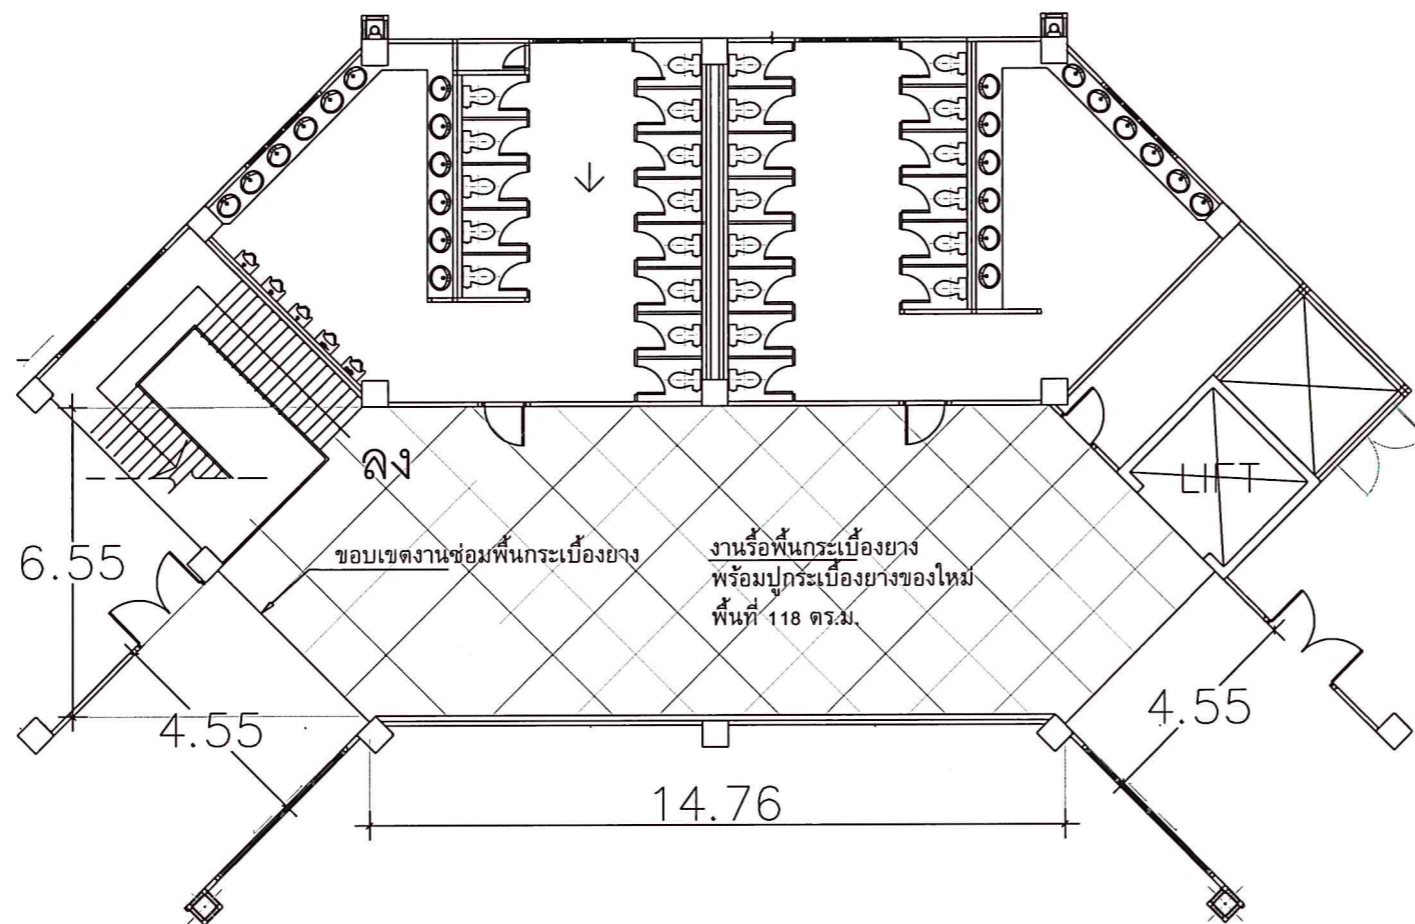 ลง
LIFT
6.55
ขอบเขตงานซ่อมพื้นกระเบื้องยาง
งานรื้อพื้นกระเบื้องยาง
พร้อมปูกระเบื้องยางของใหม่
พื้นที่ 118 ตร.ม.
4.55
4.55
14.76